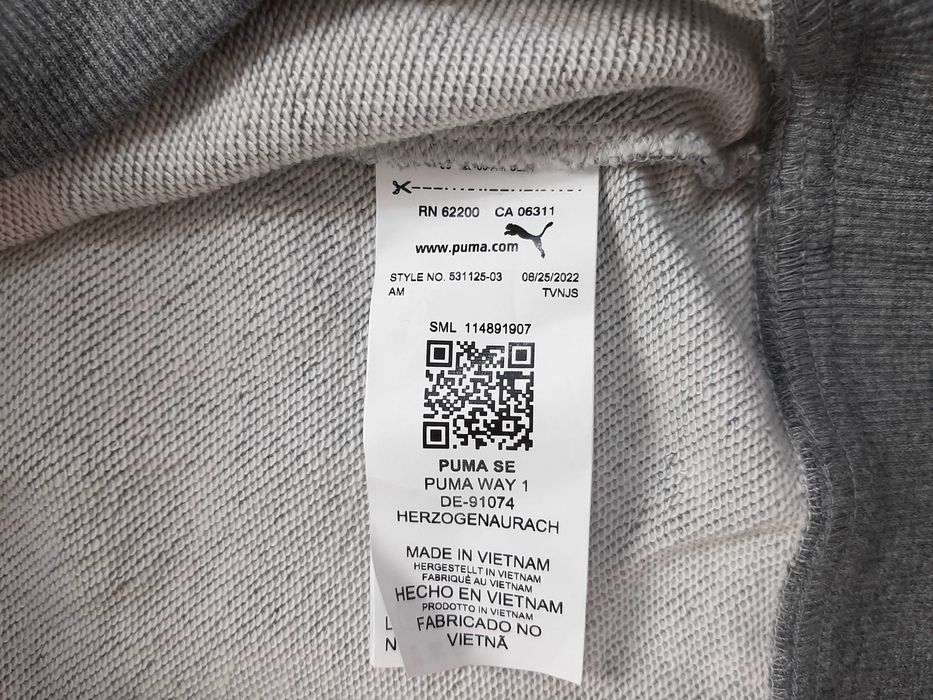 RN 62200 CA 06311
www.puma.com
STYLE NO. 531125-03 06/25/2022
AM TVNJS
SML 114891907
PUMA SE
PUMA WAY 1
DE-91074
HERZOGENAURACH
MADE IN VIETNAM
HERGESTELLT IN VIETNAM
FABRIQUÉ AU VIETNAM
HECHO EN VIETNAM
PRODOTTO IN VIETNAM
FABRICADO NO
VIETNÃ
L
N